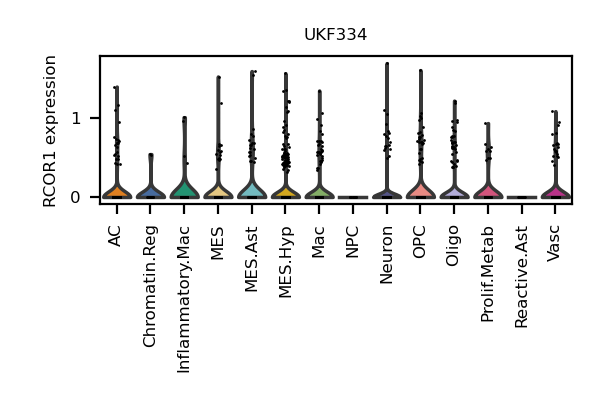 UKF334
RCOR1 expression
1
0
AC
Chromatin.Reg
Inflammatory.Mac
MES
MES.Ast
MES.Hyp
Mac
NPC
Neuron
OPC
Oligo
Prolif.Metab
Reactive.Ast
Vasc